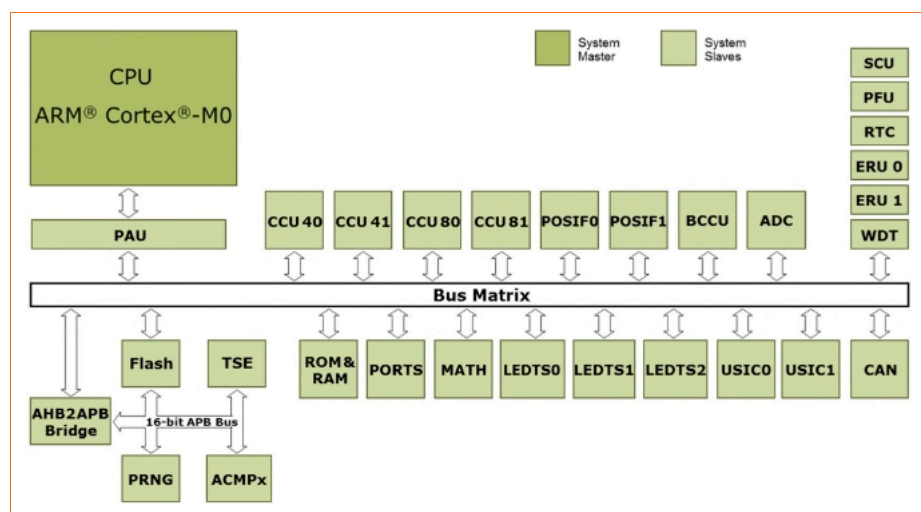 CPU
ARM® Cortex®-M0
System
Master
System
Slaves
SCU
PFU
RTC
ERU 0
ERU 1
WDT
PAU
CCU 40
CCU 41
CCU 80
CCU 81
POSIF0
POSIF1
BCCU
ADC
Bus Matrix
Flash
TSE
ROM&
RAM
PORTS
MATH
LEDTS0
LEDTS1
LEDTS2
USIC0
USIC1
CAN
AHB2APB
Bridge
16-bit APB Bus
PRNG
ACMPx